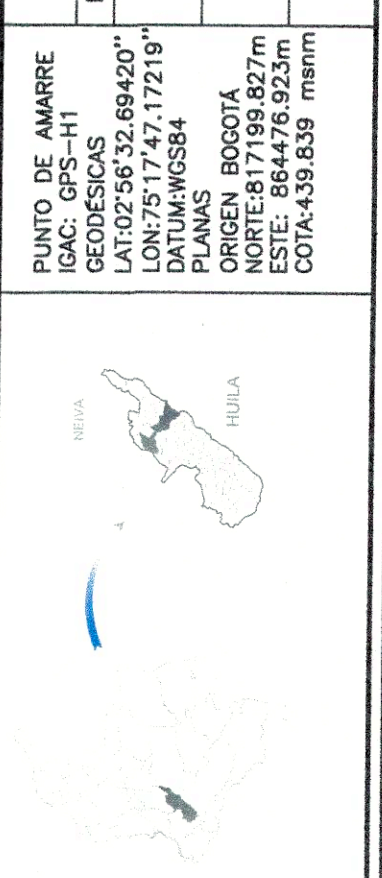 PUNTO DE AMARRE
IGAC: GPS-H1
GEODÉSICAS
LAT:02°56'32.69420"
LON:75°17'47.17219"
DATUM:WGS84
PLANAS
ORIGEN BOGOTÁ
NORTE:817199.827m
ESTE: 864476.923m
COTA:439.839 msnm
NEIVA
HUILA